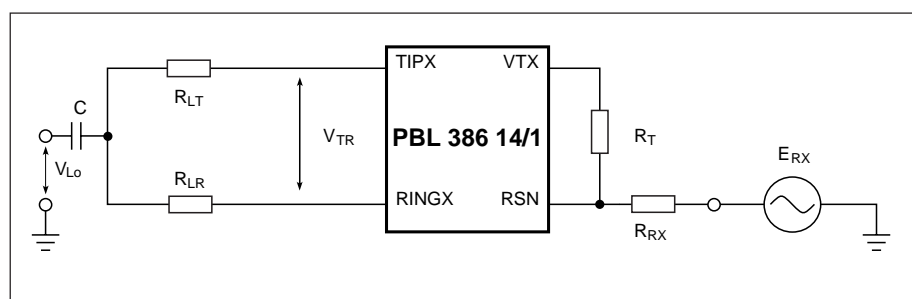 TIPX
VTX
R_LT
C
V_TR
PBL 386 14/1
R_T
E_RX
V_Lo
R_LR
RINGX
RSN
R_RX